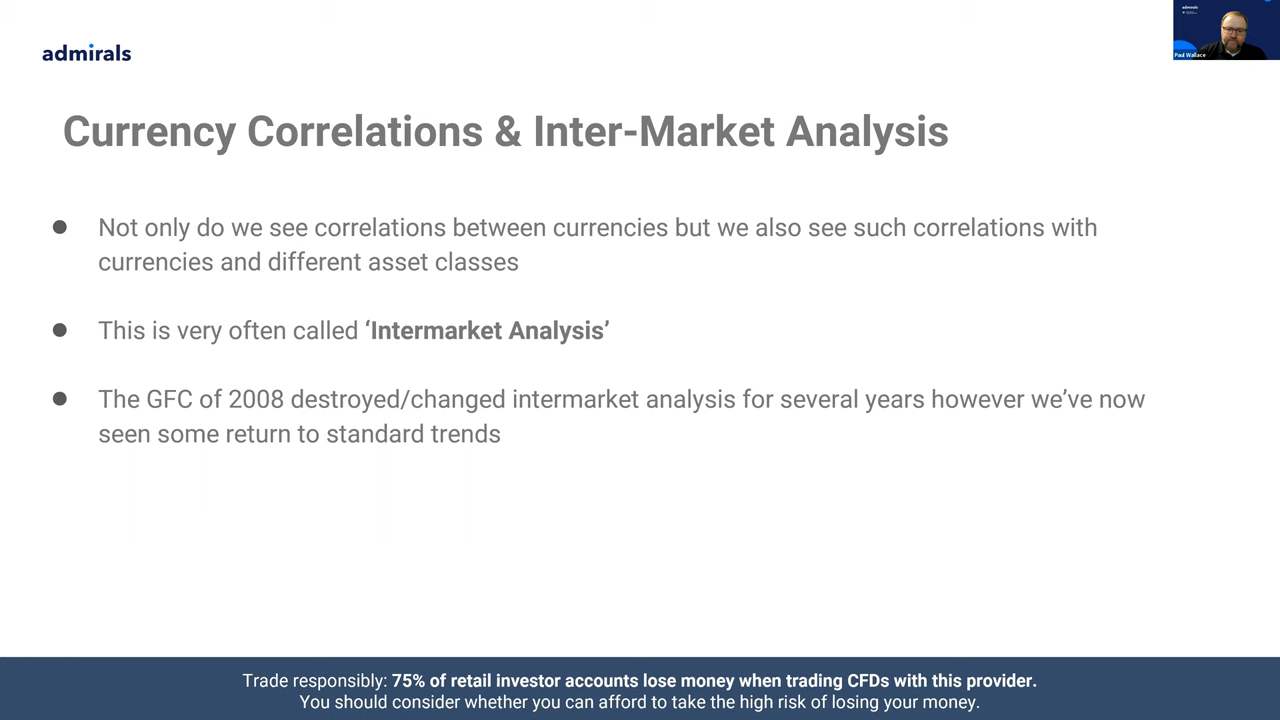 admirals
admirals
Paul Wallace
Currency Correlations & Inter-Market Analysis
● Not only do we see correlations between currencies but we also see such correlations with
currencies and different asset classes
● This is very often called ‘Intermarket Analysis’
● The GFC of 2008 destroyed/changed intermarket analysis for several years however we’ve now
seen some return to standard trends
Trade responsibly: 75% of retail investor accounts lose money when trading CFDs with this provider.
You should consider whether you can afford to take the high risk of losing your money.